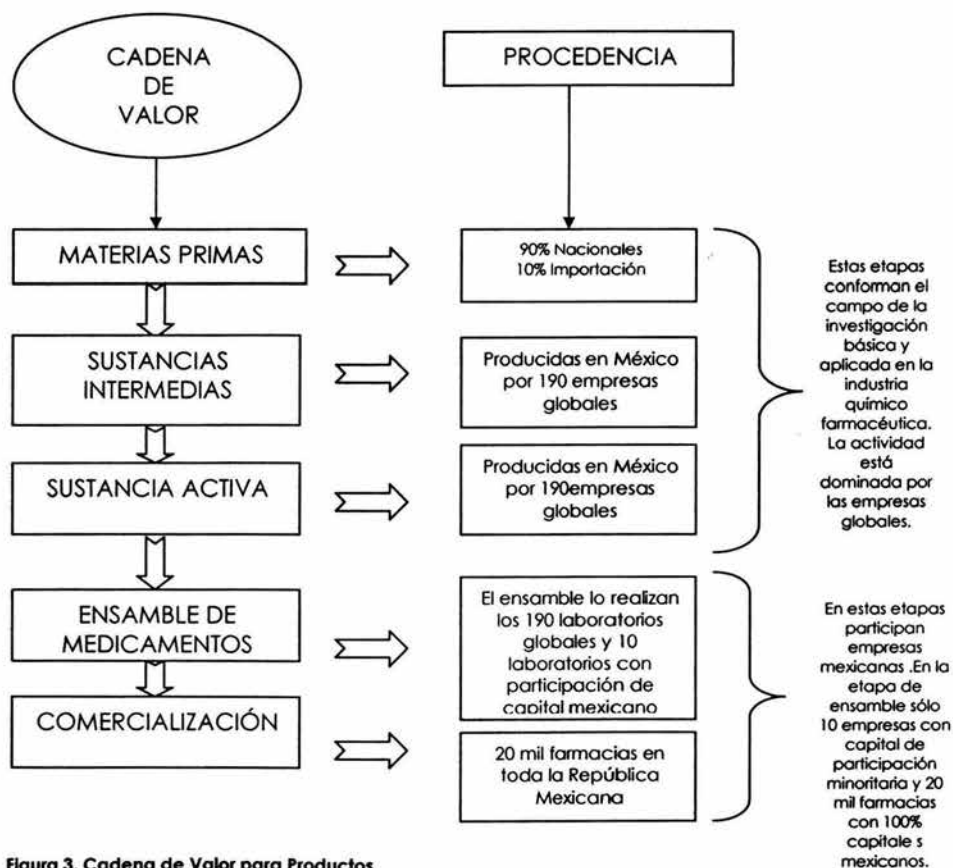 CADENA
DE
VALOR
PROCEDENCIA
MATERIAS PRIMAS
90% Nacionales
10% Importación
SUSTANCIAS
INTERMEDIAS
Producidas en México
por 190 empresas
globales
SUSTANCIA ACTIVA
Producidas en México
por 190empresas
globales
Estas etapas
conforman el
campo de la
investigación
básica y
aplicada en la
industria
químico
farmacéutica.
La actividad
está
dominada por
las empresas
globales.
ENSAMBLE DE
MEDICAMENTOS
El ensamble lo realizan
los 190 laboratorios
globales y 10
laboratorios con
participación de
capital mexicano
COMERCIALIZACIÓN
20 mil farmacias en
toda la República
Mexicana
En estas etapas
participan
empresas
mexicanas .En la
etapa de
ensamble sólo
10 empresas con
capital de
participación
minoritaria y 20
mil farmacias
con 100%
capitale s
mexicanos.
Figura 3. Cadena de Valor para Productos